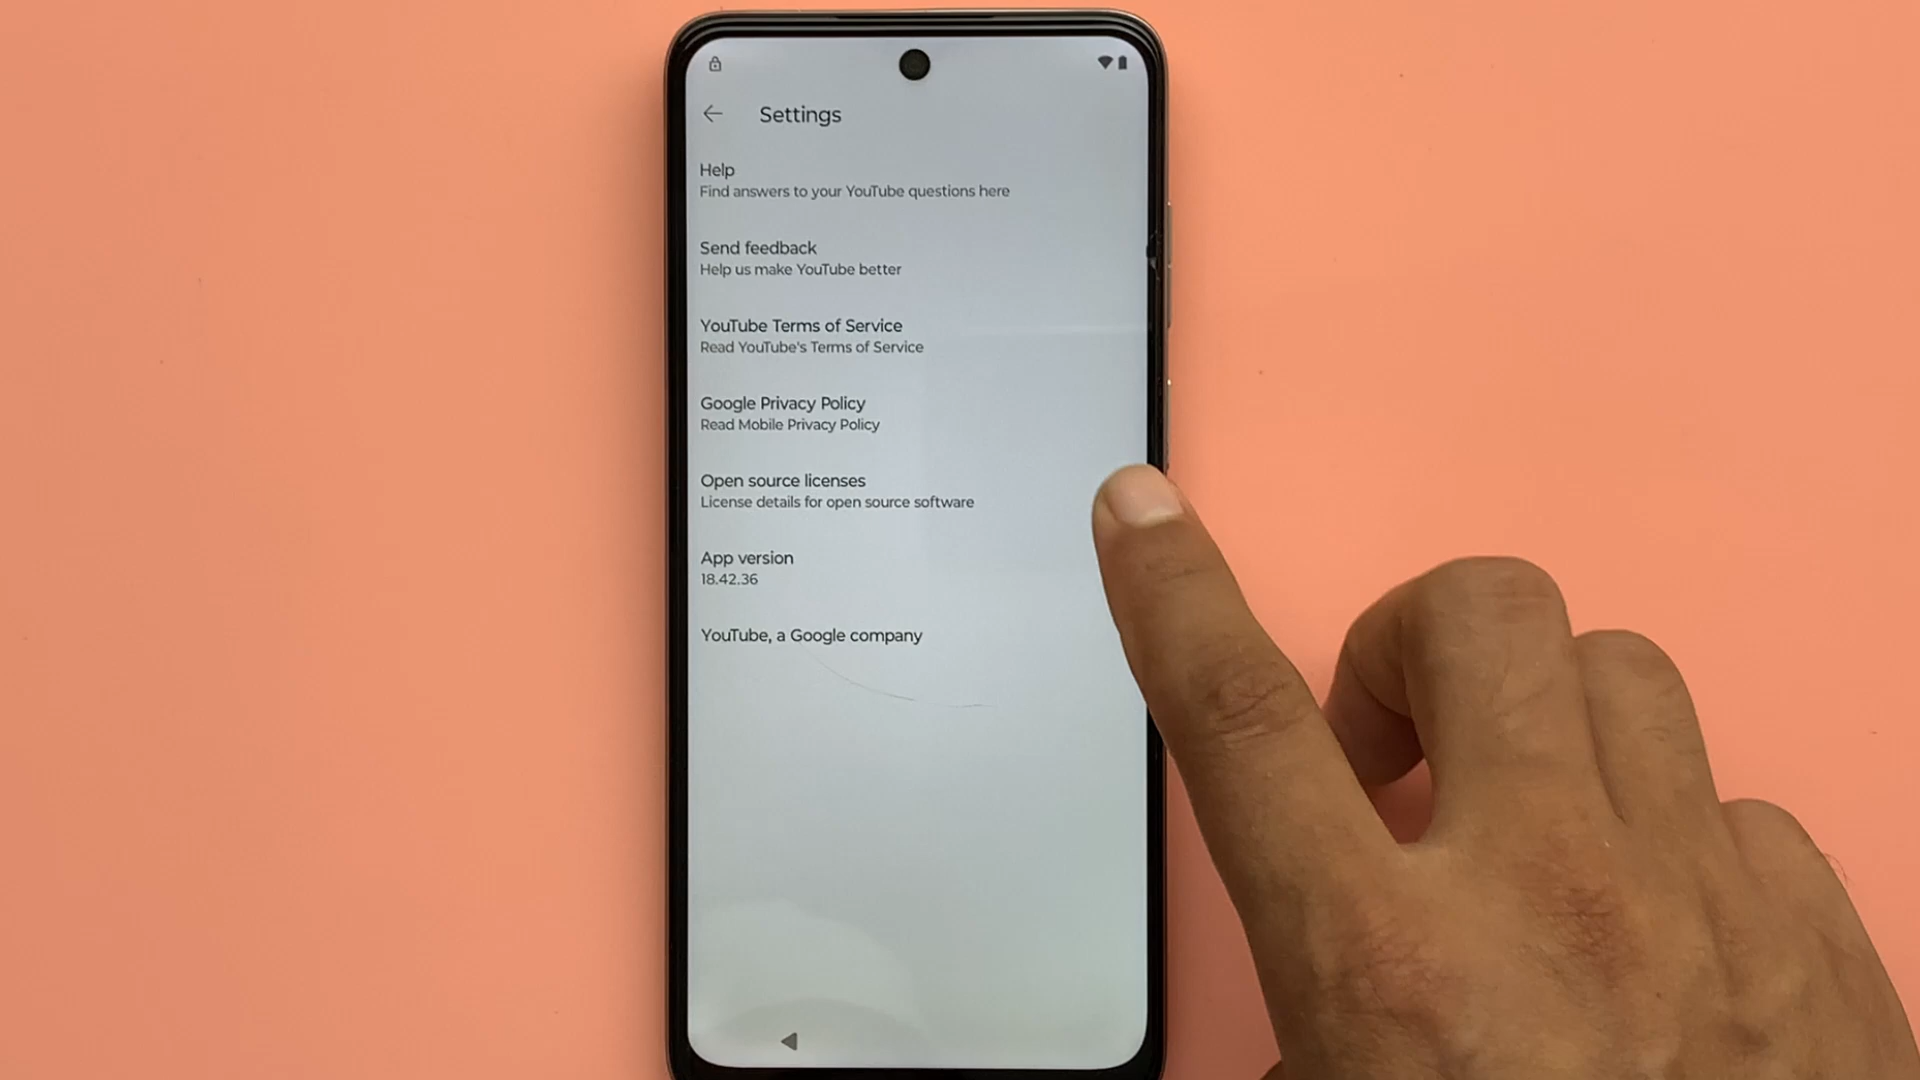 Settings
Help
Find answers to your YouTube questions here
Send feedback
Help us make YouTube better
YouTube Terms of Service
Read YouTube's Terms of Service
Google Privacy Policy
Read Mobile Privacy Policy
Open source licenses
License details for open source software
App version
18.42.36
YouTube, a Google company